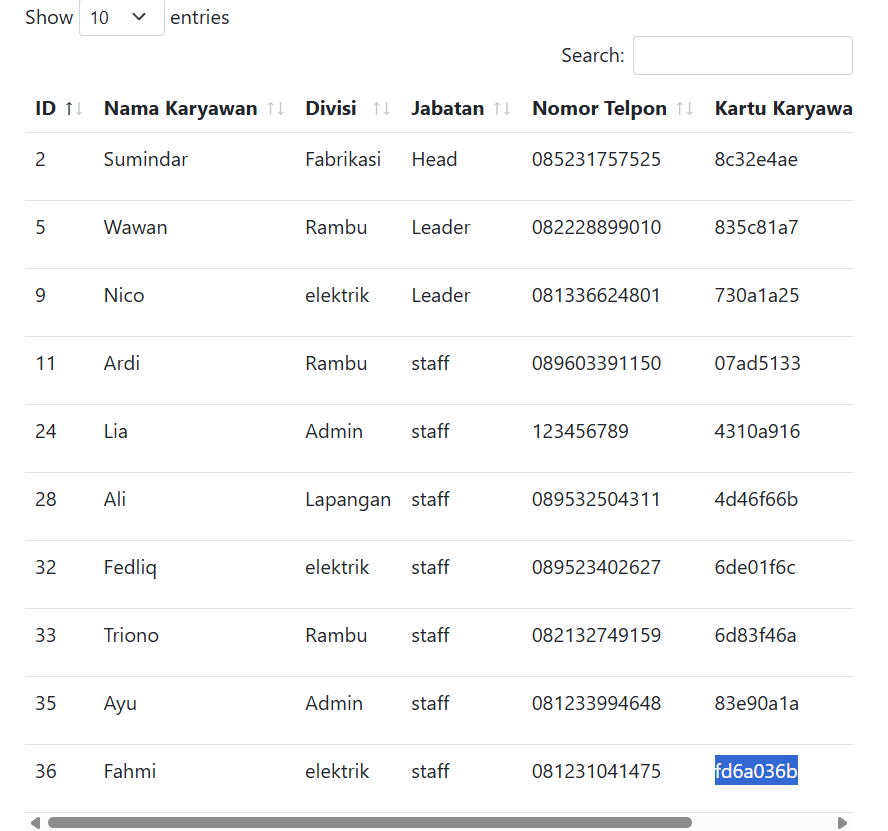 Show 10 entries
Search:
ID Nama Karyawan Divisi Jabatan Nomor Telpon Kartu Karyawa
2 Sumindar Fabrikasi Head 085231757525 8c32e4ae
5 Wawan Rambu Leader 082228899010 835c81a7
9 Nico elektrik Leader 081336624801 730a1a25
11 Ardi Rambu staff 089603391150 07ad5133
24 Lia Admin staff 123456789 4310a916
28 Ali Lapangan staff 089532504311 4d46f66b
32 Fedliq elektrik staff 089523402627 6de01f6c
33 Triono Rambu staff 082132749159 6d83f46a
35 Ayu Admin staff 081233994648 83e90a1a
36 Fahmi elektrik staff 081231041475 fd6a036b